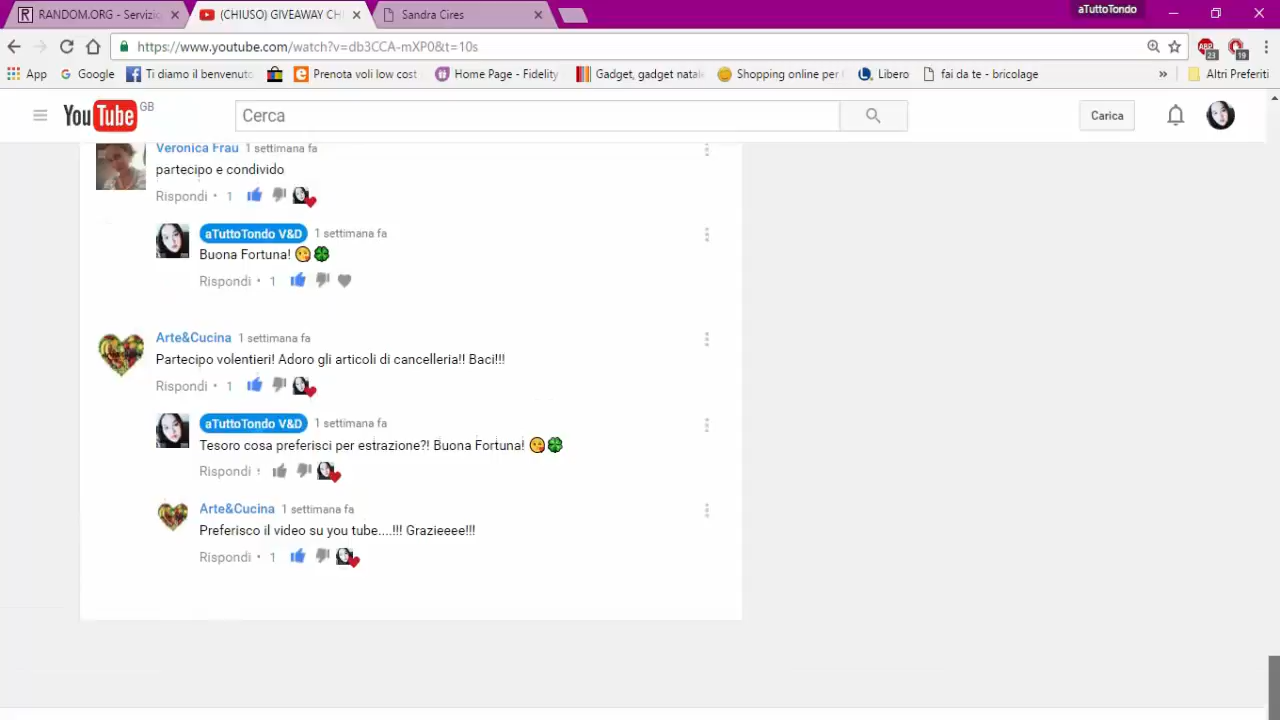 aTuttoTondo
RANDOM.ORG - Servizio
(CHIUSO) GIVEAWAY CH
Sandra Cires
https://www.youtube.com/watch?v=db3CCA-mXP0&t=10s
ABP
23
19
App
Google
Ti diamo il benvenuto
Prenota voli low cost
Home Page - Fidelity
Gadget, gadget natale
Shopping online per
Libero
fai da te - bricolage
»
Altri Preferiti
YouTube GB
Cerca
Carica
Veronica Frau 1 settimana fa
partecipo e condivido
Rispondi • 1
aTuttoTondo V&D 1 settimana fa
Buona Fortuna! 😘🍀
Rispondi • 1
Arte&Cucina 1 settimana fa
Partecipo volentieri! Adoro gli articoli di cancelleria!! Baci!!!
Rispondi • 1
aTuttoTondo V&D 1 settimana fa
Tesoro cosa preferisci per estrazione?! Buona Fortuna! 😘🍀
Rispondi •
Arte&Cucina 1 settimana fa
Preferisco il video su you tube....!!! Grazieeee!!!
Rispondi • 1